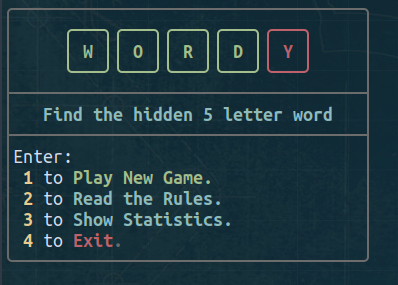 W O R D Y
Find the hidden 5 letter word
Enter:
1 to Play New Game.
2 to Read the Rules.
3 to Show Statistics.
4 to Exit.